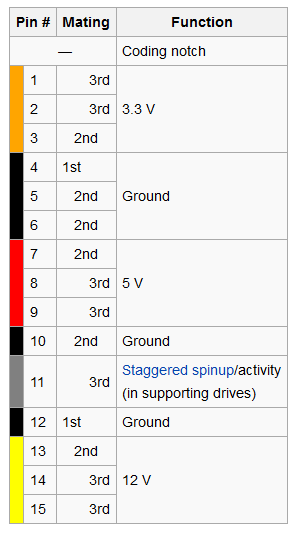 Pin # Mating Function
— Coding notch
1 3rd
2 3rd 3.3 V
3 2nd
4 1st
5 2nd Ground
6 2nd
7 2nd
8 3rd 5 V
9 3rd
10 2nd Ground
11 3rd Staggered spinup/activity
(in supporting drives)
12 1st Ground
13 2nd
14 3rd 12 V
15 3rd